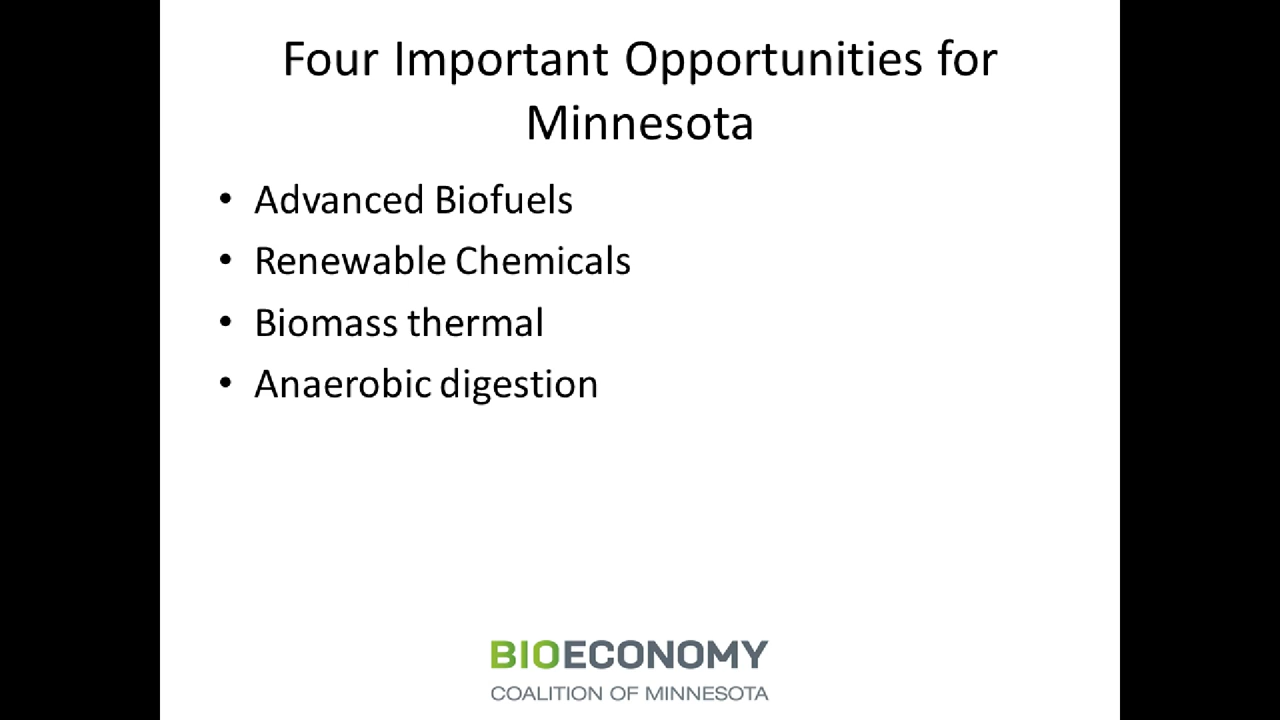 Four Important Opportunities for
Minnesota
• Advanced Biofuels
• Renewable Chemicals
• Biomass thermal
• Anaerobic digestion
BIOECONOMY
COALITION OF MINNESOTA